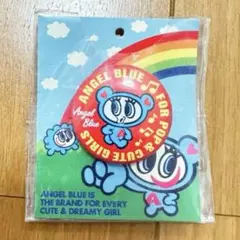 ANGEL BLUE FOR POP & CUTE GIRLS
Angel Blue
ANGEL BLUE IS
THE BRAND FOR EVERY
CUTE & DREAMY GIRL